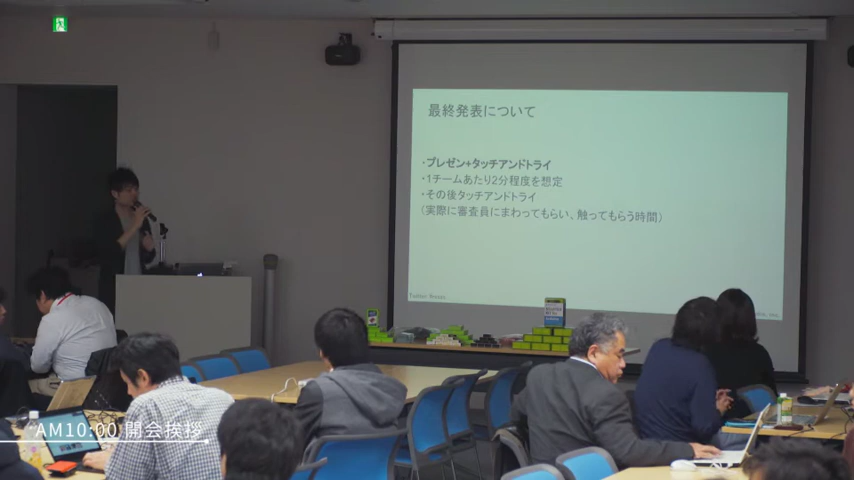 最終発表について
・プレゼン+タッチアンドトライ
・1チームあたり2分程度を想定
・その後タッチアンドトライ
（実際に審査員にまわってもらい、触ってもらう時間）
AM10:00 開会挨拶